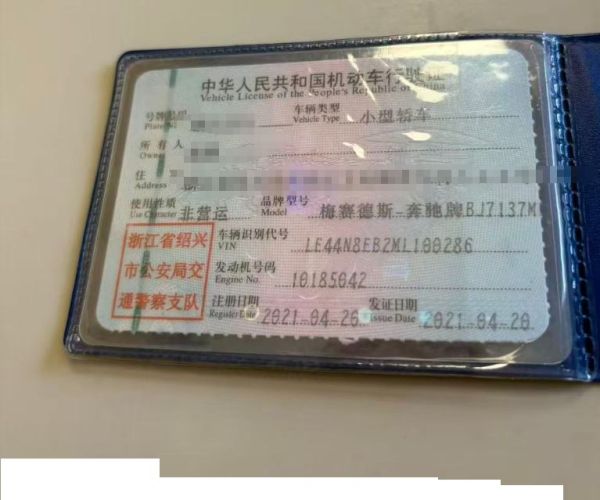 中华人民共和国机动车行驶证
Vehicle License of the People's Republic of China
号牌号码 车辆类型 小型轿车
Plate No. Vehicle Type
所有人
Owner
住
Address
使用性质 非营运 品牌型号 梅赛德斯-奔驰牌BJ7137M
Use Character Model
浙江省绍兴
市公安局交
通警察支队
车辆识别代号 LE44N8EB2ML100286
VIN
发动机号码 10185042
Engine No.
注册日期 2021-04-20 发证日期 2021-04-20
Register Date Issue Date